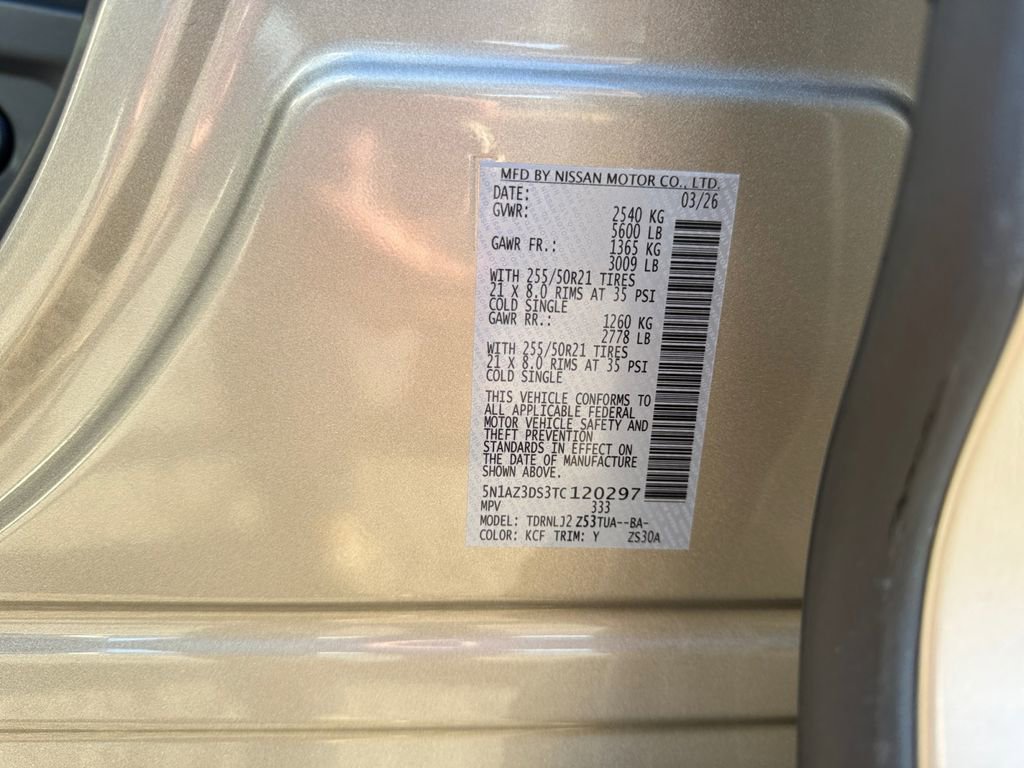 MFD BY NISSAN MOTOR CO., LTD.
DATE: 03/26
GVWR: 2540 KG
5600 LB
GAWR FR.: 1365 KG
3009 LB
WITH 255/50R21 TIRES
21 X 8.0 RIMS AT 35 PSI
COLD SINGLE
GAWR RR.: 1260 KG
2778 LB
WITH 255/50R21 TIRES
21 X 8.0 RIMS AT 35 PSI
COLD SINGLE
THIS VEHICLE CONFORMS TO
ALL APPLICABLE FEDERAL
MOTOR VEHICLE SAFETY AND
THEFT PREVENTION
STANDARDS IN EFFECT ON
THE DATE OF MANUFACTURE
SHOWN ABOVE.
5N1AZ3DS3TC120297
MPV 333
MODEL: TDRNLJ2 Z53TUA--BA-
COLOR: KCF TRIM: Y ZS30A